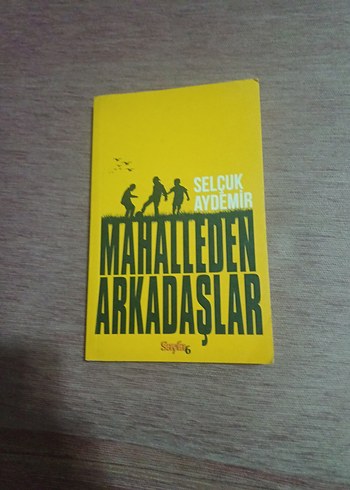 SELÇUK
AYDEMİR
MAHALLEDEN
ARKADAŞLAR
Sayfa6